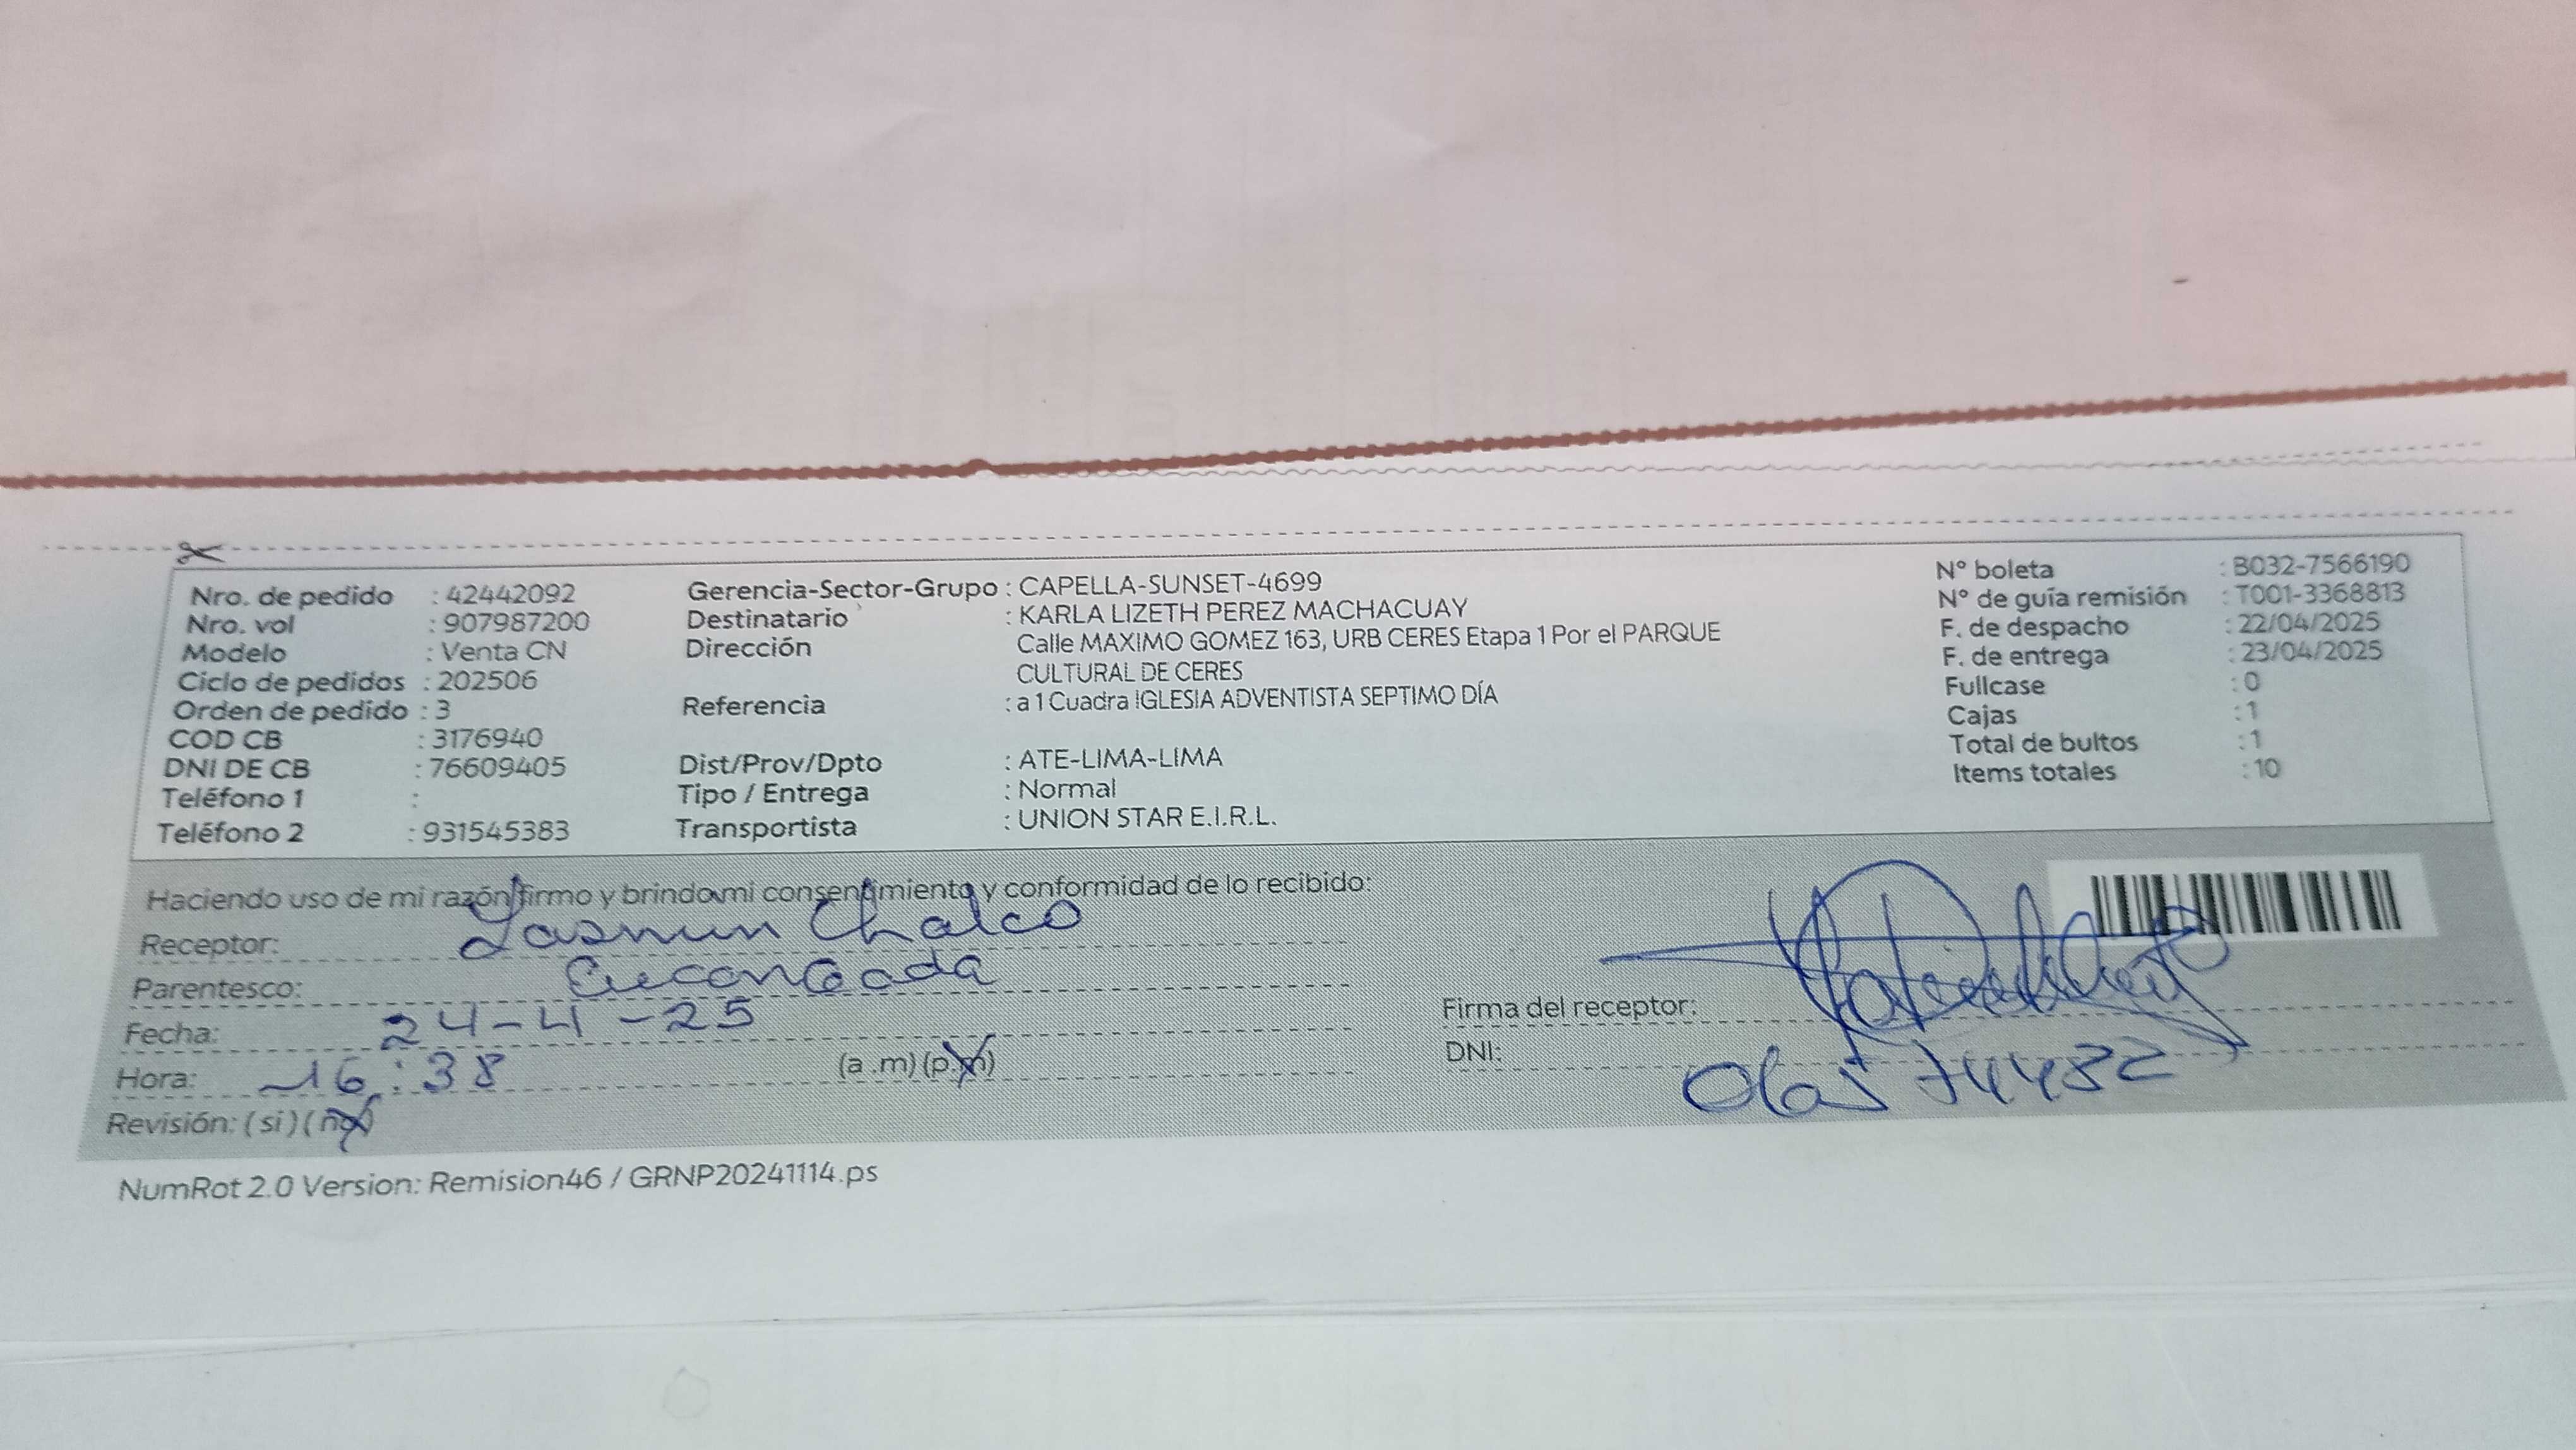 Nro. de pedido : 42442092
Nro. vol : 907987200
Modelo : Venta CN
Ciclo de pedidos : 202506
Orden de pedido : 3
COD CB : 3176940
DNI DE CB : 76609405
Teléfono 1 :
Teléfono 2 : 931545383
Gerencia-Sector-Grupo : CAPELLA-SUNSET-4699
Destinatario : KARLA LIZETH PEREZ MACHACUAY
Dirección Calle MAXIMO GOMEZ 163, URB CERES Etapa 1 Por el PARQUE
CULTURAL DE CERES
Referencia : a 1 Cuadra IGLESIA ADVENTISTA SEPTIMO DÍA
Dist/Prov/Dpto : ATE-LIMA-LIMA
Tipo / Entrega : Normal
Transportista : UNION STAR E.I.R.L.
N° boleta : B032-7566190
N° de guía remisión : T001-3368813
F. de despacho : 22/04/2025
F. de entrega : 23/04/2025
Fullcase : 0
Cajas : 1
Total de bultos : 1
Items totales : 10
Haciendo uso de mi razón firmo y brindo mi consentimiento y conformidad de lo recibido:
Receptor: Chalco
Parentesco:
Fecha: 24-4-25
Hora: 16:38 (a .m) (p.m)
Revisión: (si) (no)
Firma del receptor:
DNI:
NumRot 2.0 Version: Remision46 / GRNP20241114.ps